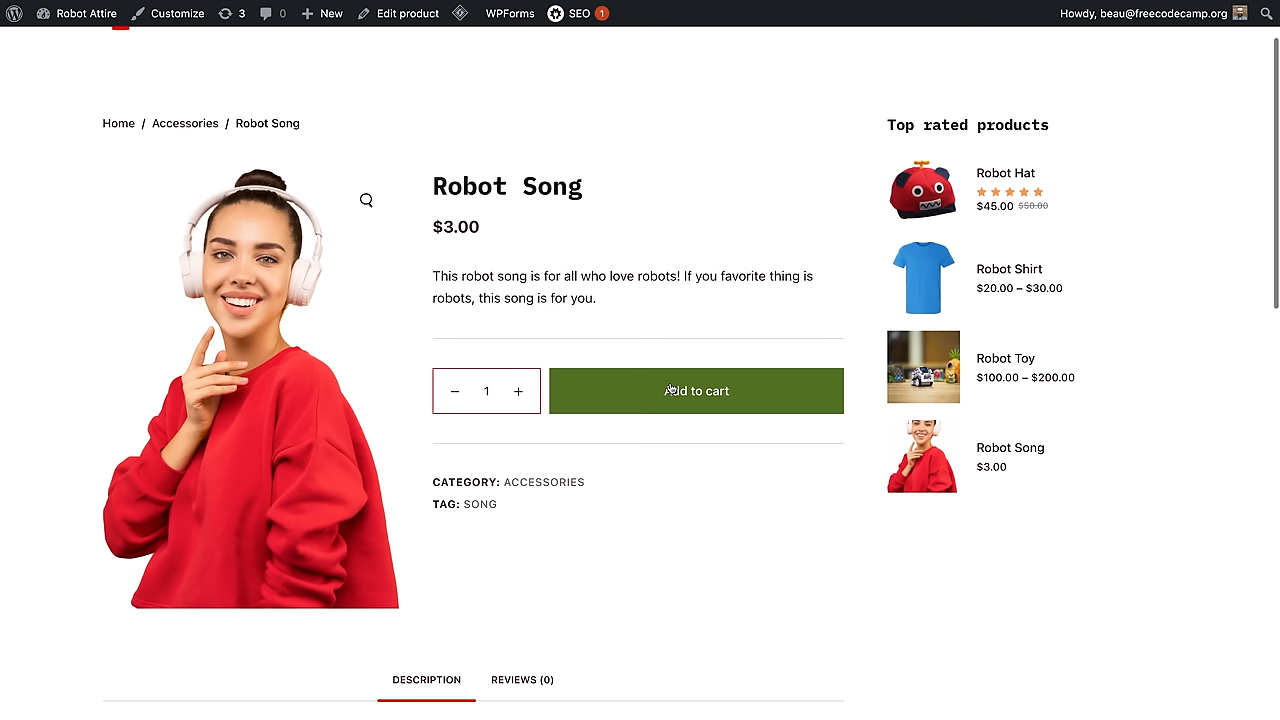 Robot Attire Customize 3 0 New Edit product WPForms SEO 1 Howdy, beau@freecodecamp.org
Home / Accessories / Robot Song
Robot Song
$3.00
This robot song is for all who love robots! If you favorite thing is
robots, this song is for you.
− 1 + Add to cart
CATEGORY: ACCESSORIES
TAG: SONG
Top rated products
Robot Hat
$45.00 $50.00
Robot Shirt
$20.00 – $30.00
Robot Toy
$100.00 – $200.00
Robot Song
$3.00
DESCRIPTION REVIEWS (0)